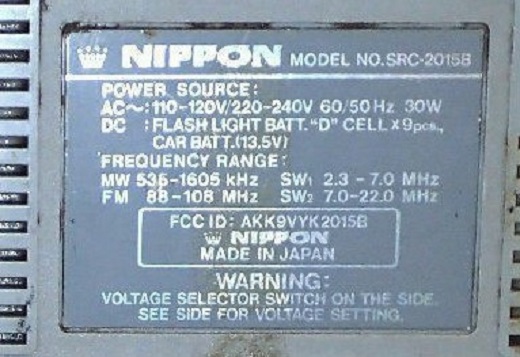 NIPPON MODEL NO.SRC-2015B
POWER SOURCE:
AC~:110-120V/220-240V 60/50Hz 30W
DC :FLASH LIGHT BATT."D" CELL X 9pcs.,
CAR BATT.(13.5V)
FREQUENCY RANGE:
MW 535-1605 kHz SW1 2.3 - 7.0 MHz
FM 88-108 MHz SW2 7.0-22.0 MHz
FCC ID: AKK9VYK2015B
NIPPON
MADE IN JAPAN
WARNING:
VOLTAGE SELECTOR SWITCH ON THE SIDE.
SEE SIDE FOR VOLTAGE SETTING.